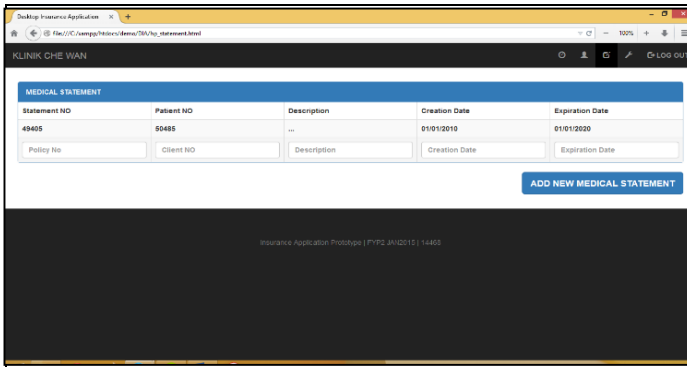 Desktop Insurance Application
file:///C:/xampp/htdocs/demo/DIA/hp_statement.html
100%
KLINIK CHE WAN
LOG OUT
MEDICAL STATEMENT
Statement NO Patient NO Description Creation Date Expiration Date
49405 50485 ... 01/01/2010 01/01/2020
Policy No Client NO Description Creation Date Expiration Date
ADD NEW MEDICAL STATEMENT
Insurance Application Prototype | FYP2 JAN2015 | 14468